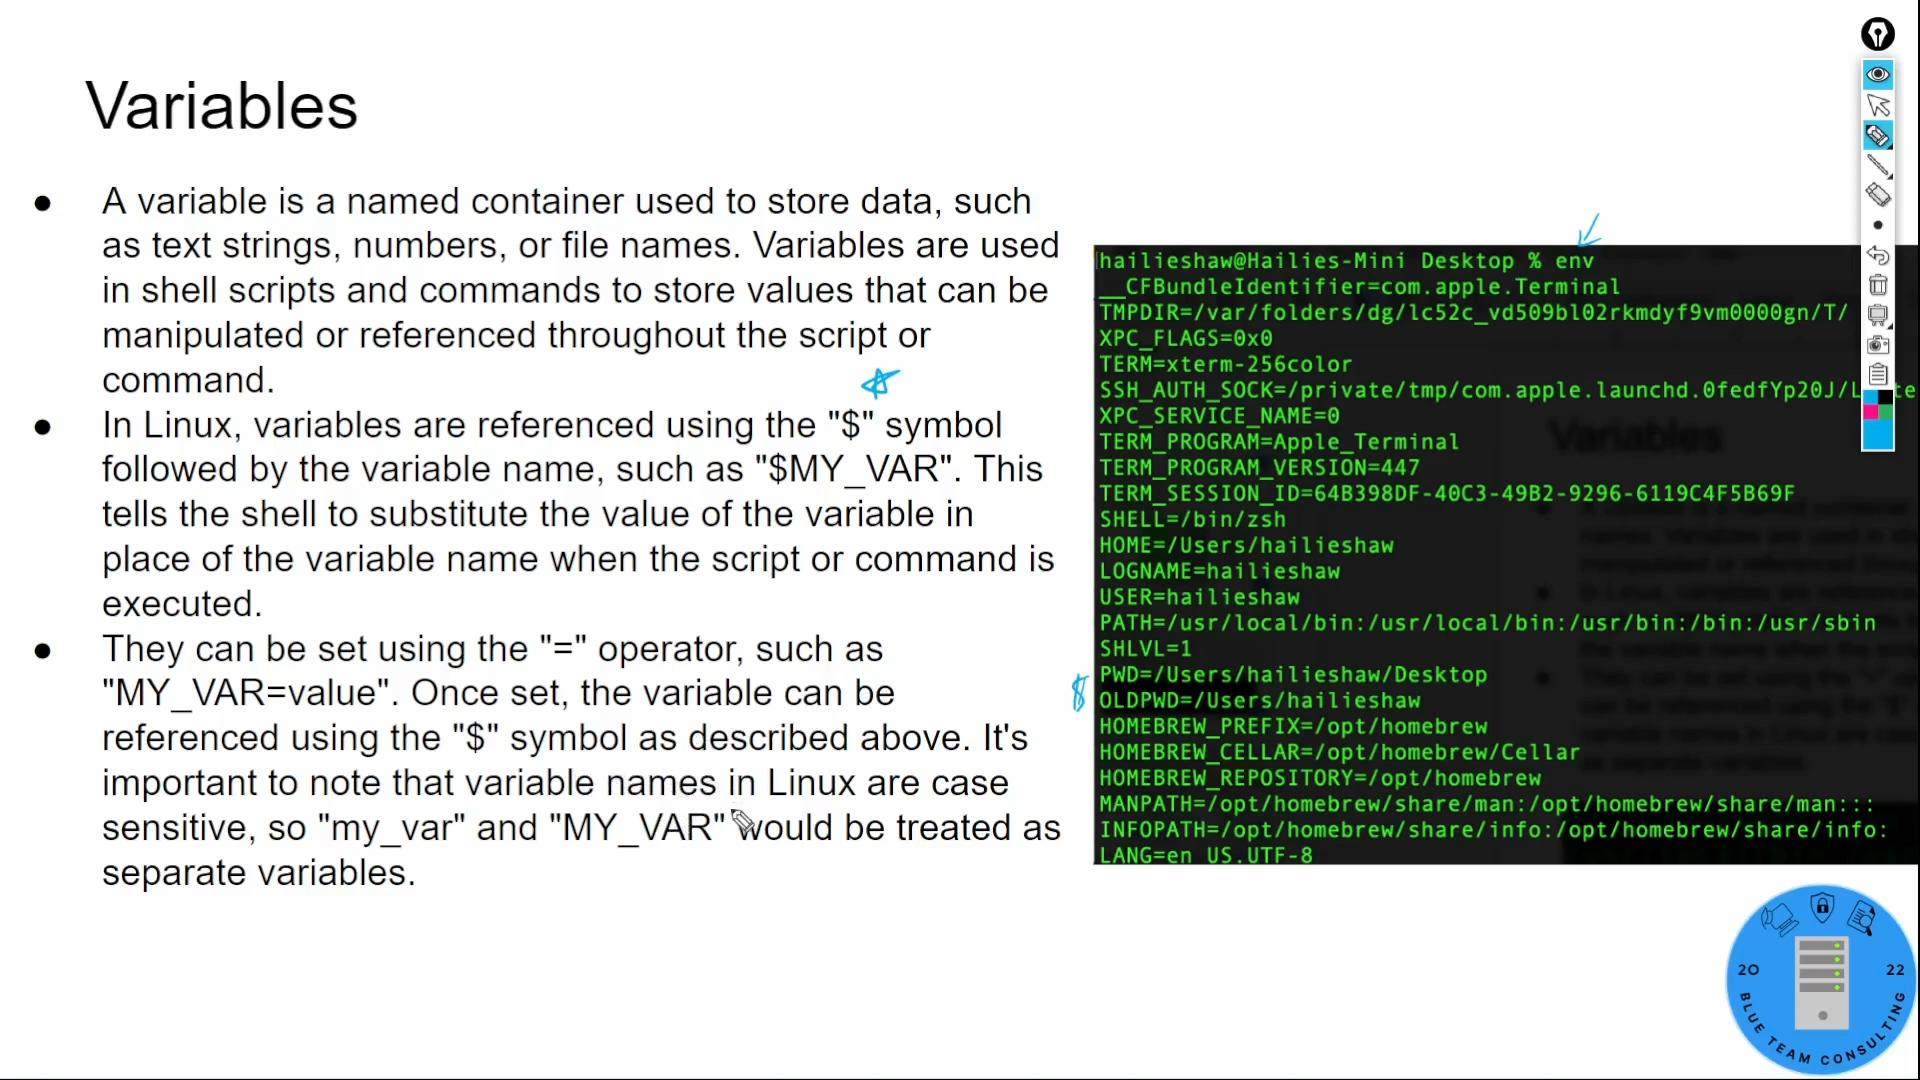 Variables
● A variable is a named container used to store data, such
as text strings, numbers, or file names. Variables are used
in shell scripts and commands to store values that can be
manipulated or referenced throughout the script or
command.
● In Linux, variables are referenced using the "$" symbol
followed by the variable name, such as "$MY_VAR". This
tells the shell to substitute the value of the variable in
place of the variable name when the script or command is
executed.
● They can be set using the "=" operator, such as
"MY_VAR=value". Once set, the variable can be
referenced using the "$" symbol as described above. It's
important to note that variable names in Linux are case
sensitive, so "my_var" and "MY_VAR" would be treated as
separate variables.
hailieshaw@Hailies-Mini Desktop % env
__CFBundleIdentifier=com.apple.Terminal
TMPDIR=/var/folders/dg/lc52c_vd509bl02rkmdyf9vm0000gn/T/
XPC_FLAGS=0x0
TERM=xterm-256color
SSH_AUTH_SOCK=/private/tmp/com.apple.launchd.0fedfYp20J/L te
XPC_SERVICE_NAME=0
TERM_PROGRAM=Apple_Terminal
TERM_PROGRAM_VERSION=447
TERM_SESSION_ID=64B398DF-40C3-49B2-9296-6119C4F5B69F
SHELL=/bin/zsh
HOME=/Users/hailieshaw
LOGNAME=hailieshaw
USER=hailieshaw
PATH=/usr/local/bin:/usr/local/bin:/usr/bin:/bin:/usr/sbin
SHLVL=1
PWD=/Users/hailieshaw/Desktop
$
OLDPWD=/Users/hailieshaw
HOMEBREW_PREFIX=/opt/homebrew
HOMEBREW_CELLAR=/opt/homebrew/Cellar
HOMEBREW_REPOSITORY=/opt/homebrew
MANPATH=/opt/homebrew/share/man:/opt/homebrew/share/man:::
INFOPATH=/opt/homebrew/share/info:/opt/homebrew/share/info:
LANG=en_US.UTF-8
Variables
20 22
BLUE TEAM CONSULTING